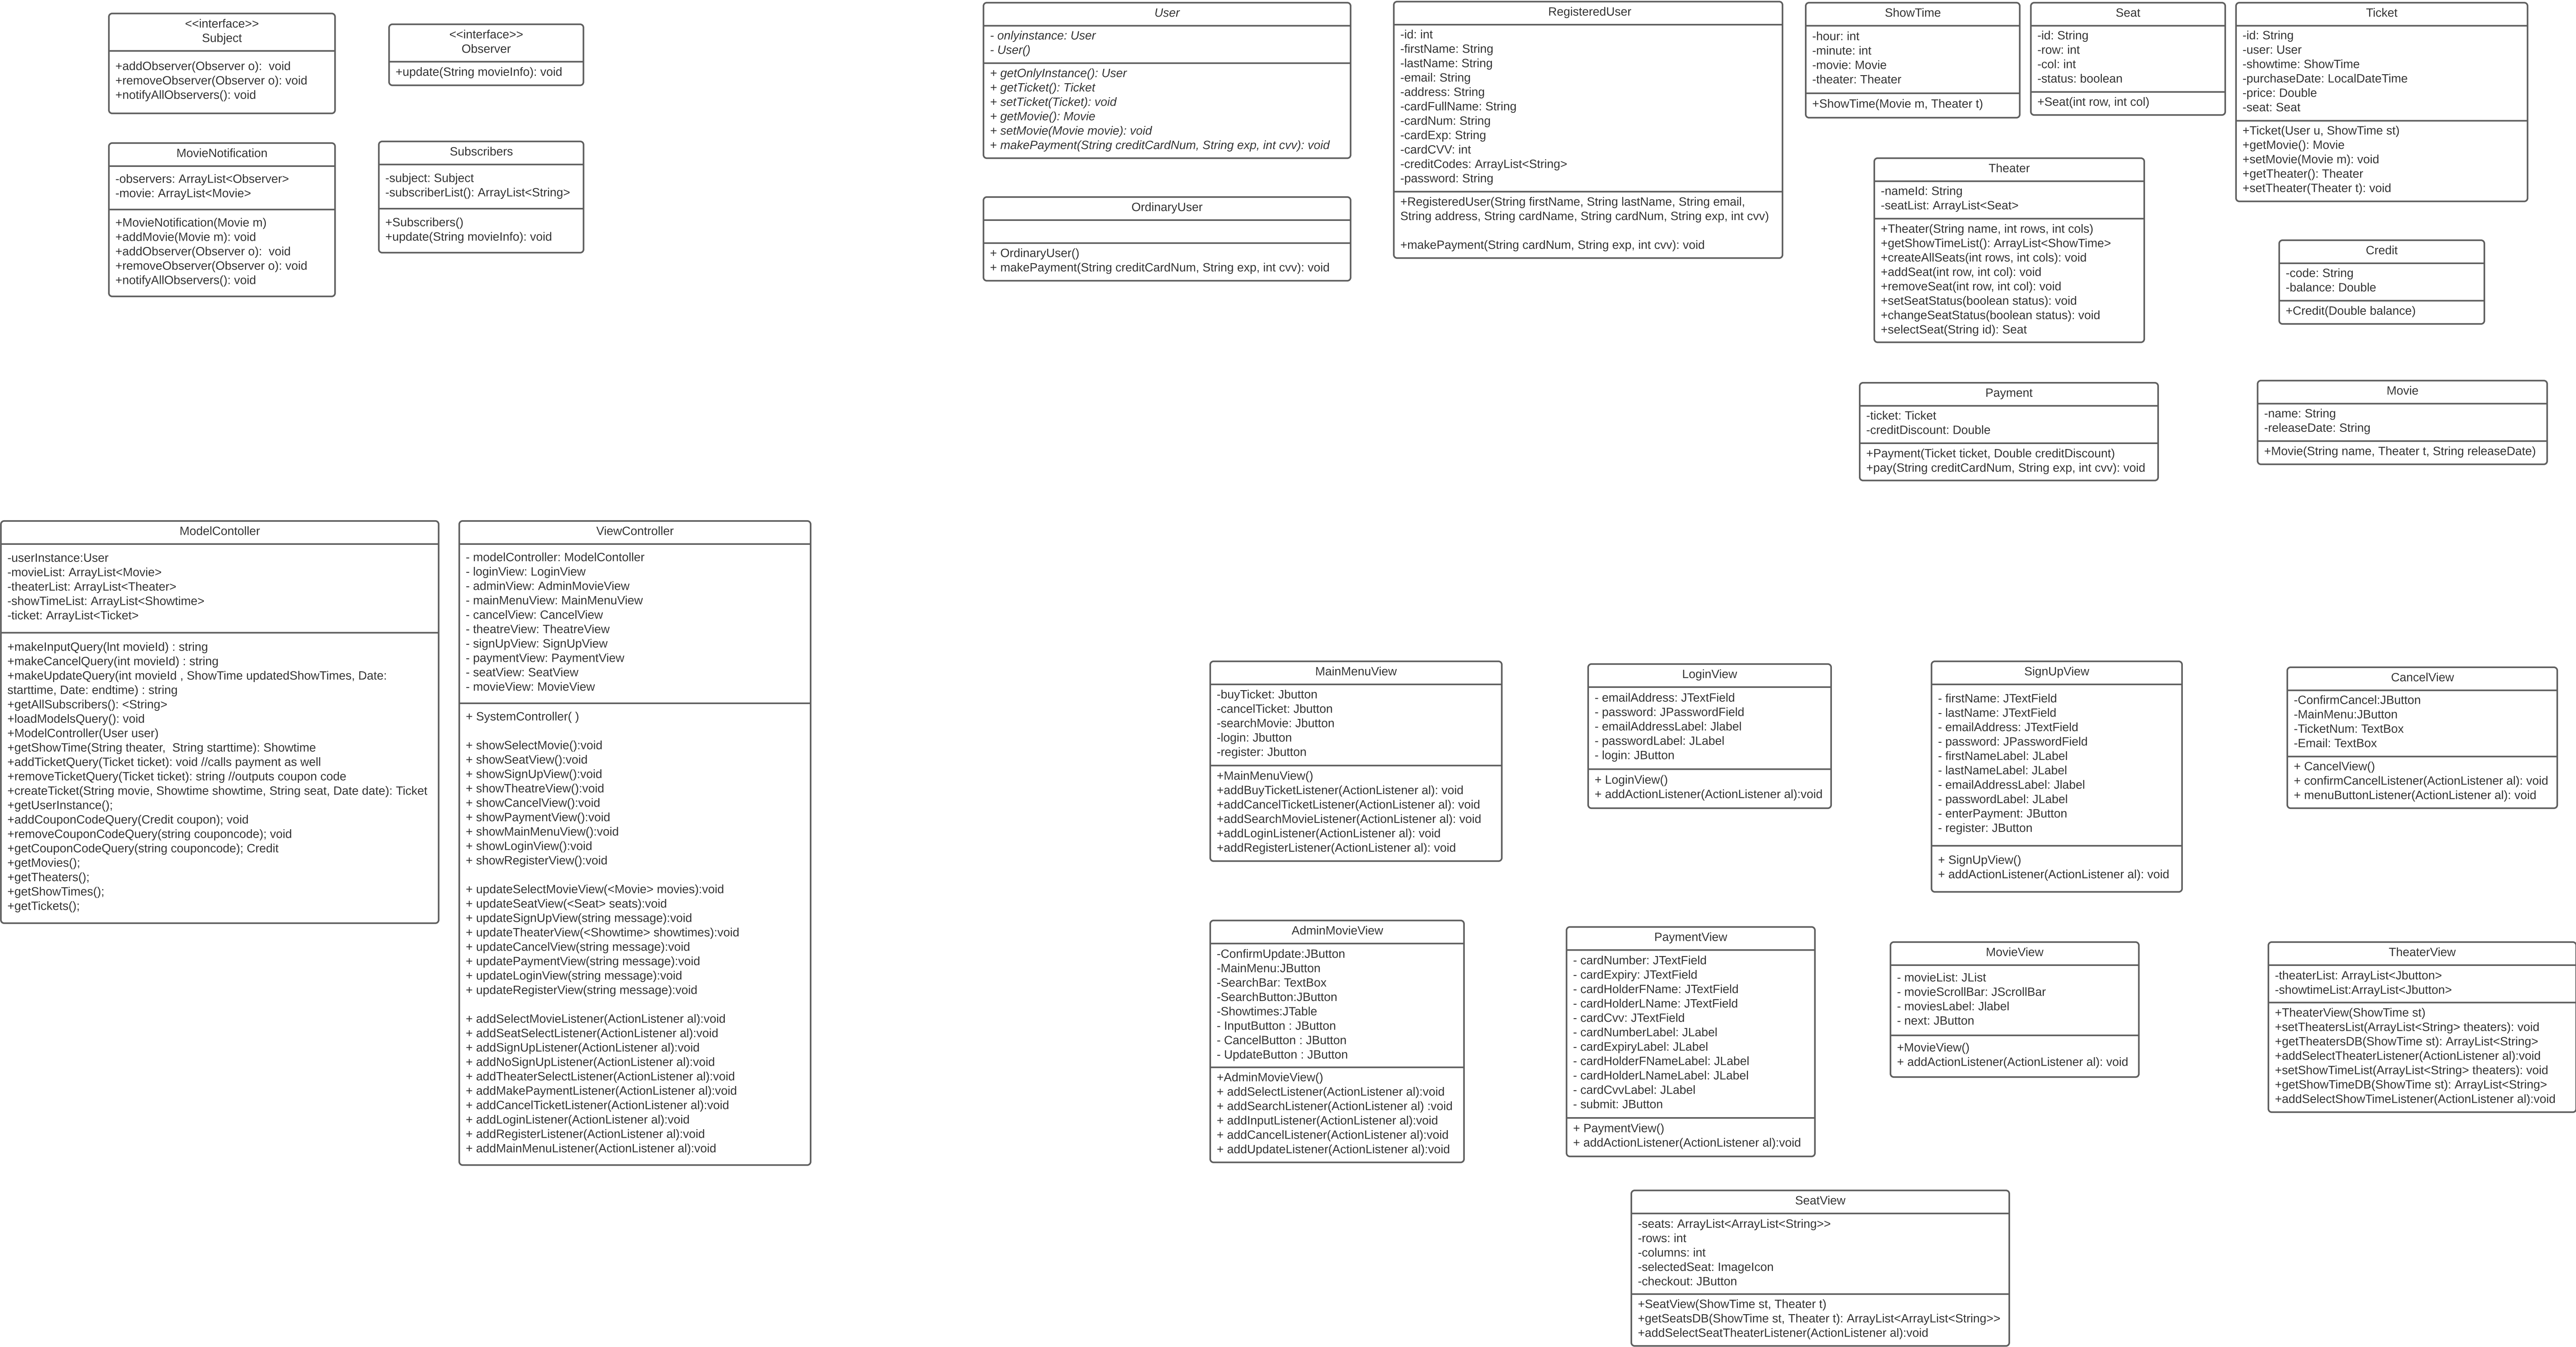 <<interface>>
Subject
+addObserver(Observer o):  void
+removeObserver(Observer o): void
+notifyAllObservers(): void
<<interface>>
Observer
+update(String movieInfo): void
MovieNotification
-observers: ArrayList<Observer>
-movie: ArrayList<Movie>
+MovieNotification(Movie m)
+addMovie(Movie m): void
+addObserver(Observer o):  void
+removeObserver(Observer o): void
+notifyAllObservers(): void
Subscribers
-subject: Subject
-subscriberList(): ArrayList<String>
+Subscribers()
+update(String movieInfo): void
User
- onlyinstance: User
- User()
+ getOnlyInstance(): User
+ getTicket(): Ticket
+ setTicket(Ticket): void
+ getMovie(): Movie
+ setMovie(Movie movie): void
+ makePayment(String creditCardNum, String exp, int cvv): void
OrdinaryUser
+ OrdinaryUser()
+ makePayment(String creditCardNum, String exp, int cvv): void
RegisteredUser
-id: int
-firstName: String
-lastName: String
-email: String
-address: String
-cardFullName: String
-cardNum: String
-cardExp: String
-cardCVV: int
-creditCodes: ArrayList<String>
-password: String
+RegisteredUser(String firstName, String lastName, String email,
String address, String cardName, String cardNum, String exp, int cvv)
+makePayment(String cardNum, String exp, int cvv): void
ShowTime
-hour: int
-minute: int
-movie: Movie
-theater: Theater
+ShowTime(Movie m, Theater t)
Seat
-id: String
-row: int
-col: int
-status: boolean
+Seat(int row, int col)
Ticket
-id: String
-user: User
-showtime: ShowTime
-purchaseDate: LocalDateTime
-price: Double
-seat: Seat
+Ticket(User u, ShowTime st)
+getMovie(): Movie
+setMovie(Movie m): void
+getTheater(): Theater
+setTheater(Theater t): void
Theater
-nameId: String
-seatList: ArrayList<Seat>
+Theater(String name, int rows, int cols)
+getShowTimeList(): ArrayList<ShowTime>
+createAllSeats(int rows, int cols): void
+addSeat(int row, int col): void
+removeSeat(int row, int col): void
+setSeatStatus(boolean status): void
+changeSeatStatus(boolean status): void
+selectSeat(String id): Seat
Credit
-code: String
-balance: Double
+Credit(Double balance)
Payment
-ticket: Ticket
-creditDiscount: Double
+Payment(Ticket ticket, Double creditDiscount)
+pay(String creditCardNum, String exp, int cvv): void
Movie
-name: String
-releaseDate: String
+Movie(String name, Theater t, String releaseDate)
ModelContoller
-userInstance:User
-movieList: ArrayList<Movie>
-theaterList: ArrayList<Theater>
-showTimeList: ArrayList<Showtime>
-ticket: ArrayList<Ticket>
+makeInputQuery(Int movieId) : string
+makeCancelQuery(int movieId) : string
+makeUpdateQuery(int movieId , ShowTime updatedShowTimes, Date:
starttime, Date: endtime) : string
+getAllSubscribers(): <String>
+loadModelsQuery(): void
+ModelController(User user)
+getShowTime(String theater,  String starttime): Showtime
+addTicketQuery(Ticket ticket): void //calls payment as well
+removeTicketQuery(Ticket ticket): string //outputs coupon code
+createTicket(String movie, Showtime showtime, String seat, Date date): Ticket
+getUserInstance();
+addCouponCodeQuery(Credit coupon); void
+removeCouponCodeQuery(string couponcode); void
+getCouponCodeQuery(string couponcode); Credit
+getMovies();
+getTheaters();
+getShowTimes();
+getTickets();
ViewController
- modelController: ModelContoller
- loginView: LoginView
- adminView: AdminMovieView
- mainMenuView: MainMenuView
- cancelView: CancelView
- theatreView: TheatreView
- signUpView: SignUpView
- paymentView: PaymentView
- seatView: SeatView
- movieView: MovieView
+ SystemController( )
+ showSelectMovie():void
+ showSeatView():void
+ showSignUpView():void
+ showTheatreView():void
+ showCancelView():void
+ showPaymentView():void
+ showMainMenuView():void
+ showLoginView():void
+ showRegisterView():void
+ updateSelectMovieView(<Movie> movies):void
+ updateSeatView(<Seat> seats):void
+ updateSignUpView(string message):void
+ updateTheaterView(<Showtime> showtimes):void
+ updateCancelView(string message):void
+ updatePaymentView(string message):void
+ updateLoginView(string message):void
+ updateRegisterView(string message):void
+ addSelectMovieListener(ActionListener al):void
+ addSeatSelectListener(ActionListener al):void
+ addSignUpListener(ActionListener al):void
+ addNoSignUpListener(ActionListener al):void
+ addTheaterSelectListener(ActionListener al):void
+ addMakePaymentListener(ActionListener al):void
+ addCancelTicketListener(ActionListener al):void
+ addLoginListener(ActionListener al):void
+ addRegisterListener(ActionListener al):void
+ addMainMenuListener(ActionListener al):void
MainMenuView
-buyTicket: Jbutton
-cancelTicket: Jbutton
-searchMovie: Jbutton
-login: Jbutton
-register: Jbutton
+MainMenuView()
+addBuyTicketListener(ActionListener al): void
+addCancelTicketListener(ActionListener al): void
+addSearchMovieListener(ActionListener al): void
+addLoginListener(ActionListener al): void
+addRegisterListener(ActionListener al): void
LoginView
- emailAddress: JTextField
- password: JPasswordField
- emailAddressLabel: Jlabel
- passwordLabel: JLabel
- login: JButton
+ LoginView()
+ addActionListener(ActionListener al):void
SignUpView
- firstName: JTextField
- lastName: JTextField
- emailAddress: JTextField
- password: JPasswordField
- firstNameLabel: JLabel
- lastNameLabel: JLabel
- emailAddressLabel: Jlabel
- passwordLabel: JLabel
- enterPayment: JButton
- register: JButton
+ SignUpView()
+ addActionListener(ActionListener al): void
CancelView
-ConfirmCancel:JButton
-MainMenu:JButton
-TicketNum: TextBox
-Email: TextBox
+ CancelView()
+ confirmCancelListener(ActionListener al): void
+ menuButtonListener(ActionListener al): void
AdminMovieView
-ConfirmUpdate:JButton
-MainMenu:JButton
-SearchBar: TextBox
-SearchButton:JButton
-Showtimes:JTable
- InputButton : JButton
- CancelButton : JButton
- UpdateButton : JButton
+AdminMovieView()
+ addSelectListener(ActionListener al):void
+ addSearchListener(ActionListener al) :void
+ addInputListener(ActionListener al):void
+ addCancelListener(ActionListener al):void
+ addUpdateListener(ActionListener al):void
PaymentView
- cardNumber: JTextField
- cardExpiry: JTextField
- cardHolderFName: JTextField
- cardHolderLName: JTextField
- cardCvv: JTextField
- cardNumberLabel: JLabel
- cardExpiryLabel: JLabel
- cardHolderFNameLabel: JLabel
- cardHolderLNameLabel: JLabel
- cardCvvLabel: JLabel
- submit: JButton
+ PaymentView()
+ addActionListener(ActionListener al):void
MovieView
- movieList: JList
- movieScrollBar: JScrollBar
- moviesLabel: Jlabel
- next: JButton
+MovieView()
+ addActionListener(ActionListener al): void
TheaterView
-theaterList: ArrayList<Jbutton>
-showtimeList:ArrayList<Jbutton>
+TheaterView(ShowTime st)
+setTheatersList(ArrayList<String> theaters): void
+getTheatersDB(ShowTime st): ArrayList<String>
+addSelectTheaterListener(ActionListener al):void
+setShowTimeList(ArrayList<String> theaters): void
+getShowTimeDB(ShowTime st): ArrayList<String>
+addSelectShowTimeListener(ActionListener al):void
SeatView
-seats: ArrayList<ArrayList<String>>
-rows: int
-columns: int
-selectedSeat: ImageIcon
-checkout: JButton
+SeatView(ShowTime st, Theater t)
+getSeatsDB(ShowTime st, Theater t): ArrayList<ArrayList<String>>
+addSelectSeatTheaterListener(ActionListener al):void